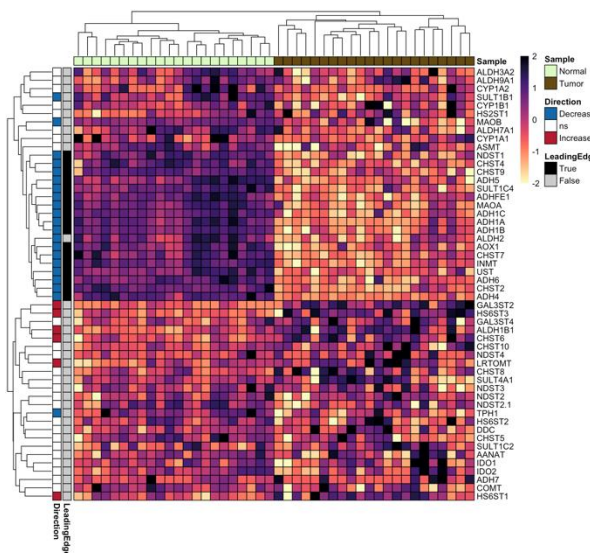 Sample
ALDH3A2
ALDH9A1
CYP1A2
SULT1B1
CYP1B1
HS2ST1
MAOB
ALDH7A1
CYP1A1
ASMT
NDST1
CHST4
CHST9
ADH5
SULT1C4
ADHFE1
MAOA
ADH1C
ADH1A
ADH1B
ALDH2
AOX1
CHST7
INMT
UST
ADH6
CHST2
ADH4
GAL3ST2
HS6ST3
GAL3ST4
ALDH1B1
CHST6
CHST10
NDST4
LRTOMT
CHST8
SULT4A1
NDST3
NDST2
NDST2.1
TPH1
HS6ST2
DDC
CHST5
SULT1C2
AANAT
IDO1
IDO2
ADH7
COMT
HS6ST1
Direction
LeadingEdge
2
1
0
-1
-2
Sample
Normal
Tumor
Direction
Decreas
ns
Increase
LeadingEdge
True
False